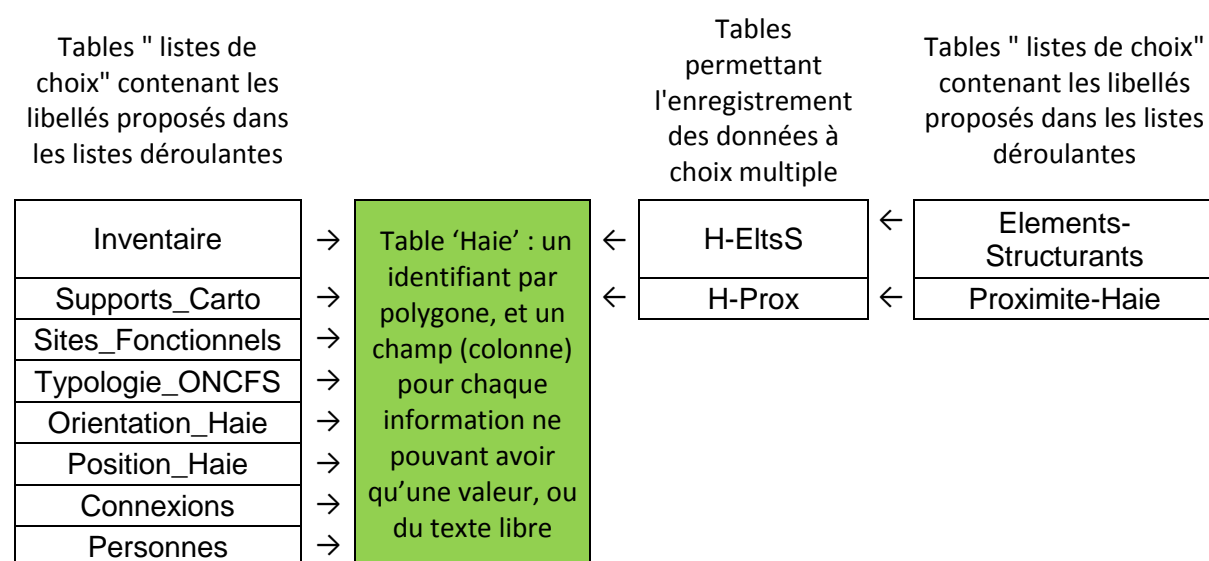 Tables " listes de
choix" contenant les
libellés proposés dans
les listes déroulantes
Tables
permettant
l'enregistrement
des données à
choix multiple
Tables " listes de choix"
contenant les libellés
proposés dans les listes
déroulantes
Inventaire
Supports_Carto
Sites_Fonctionnels
Typologie_ONCFS
Orientation_Haie
Position_Haie
Connexions
Personnes
→
→
→
→
→
→
→
→
Table ‘Haie’ : un
identifiant par
polygone, et un
champ (colonne)
pour chaque
information ne
pouvant avoir
qu’une valeur, ou
du texte libre
←
←
H-EltsS
H-Prox
←
←
Elements-
Structurants
Proximite-Haie